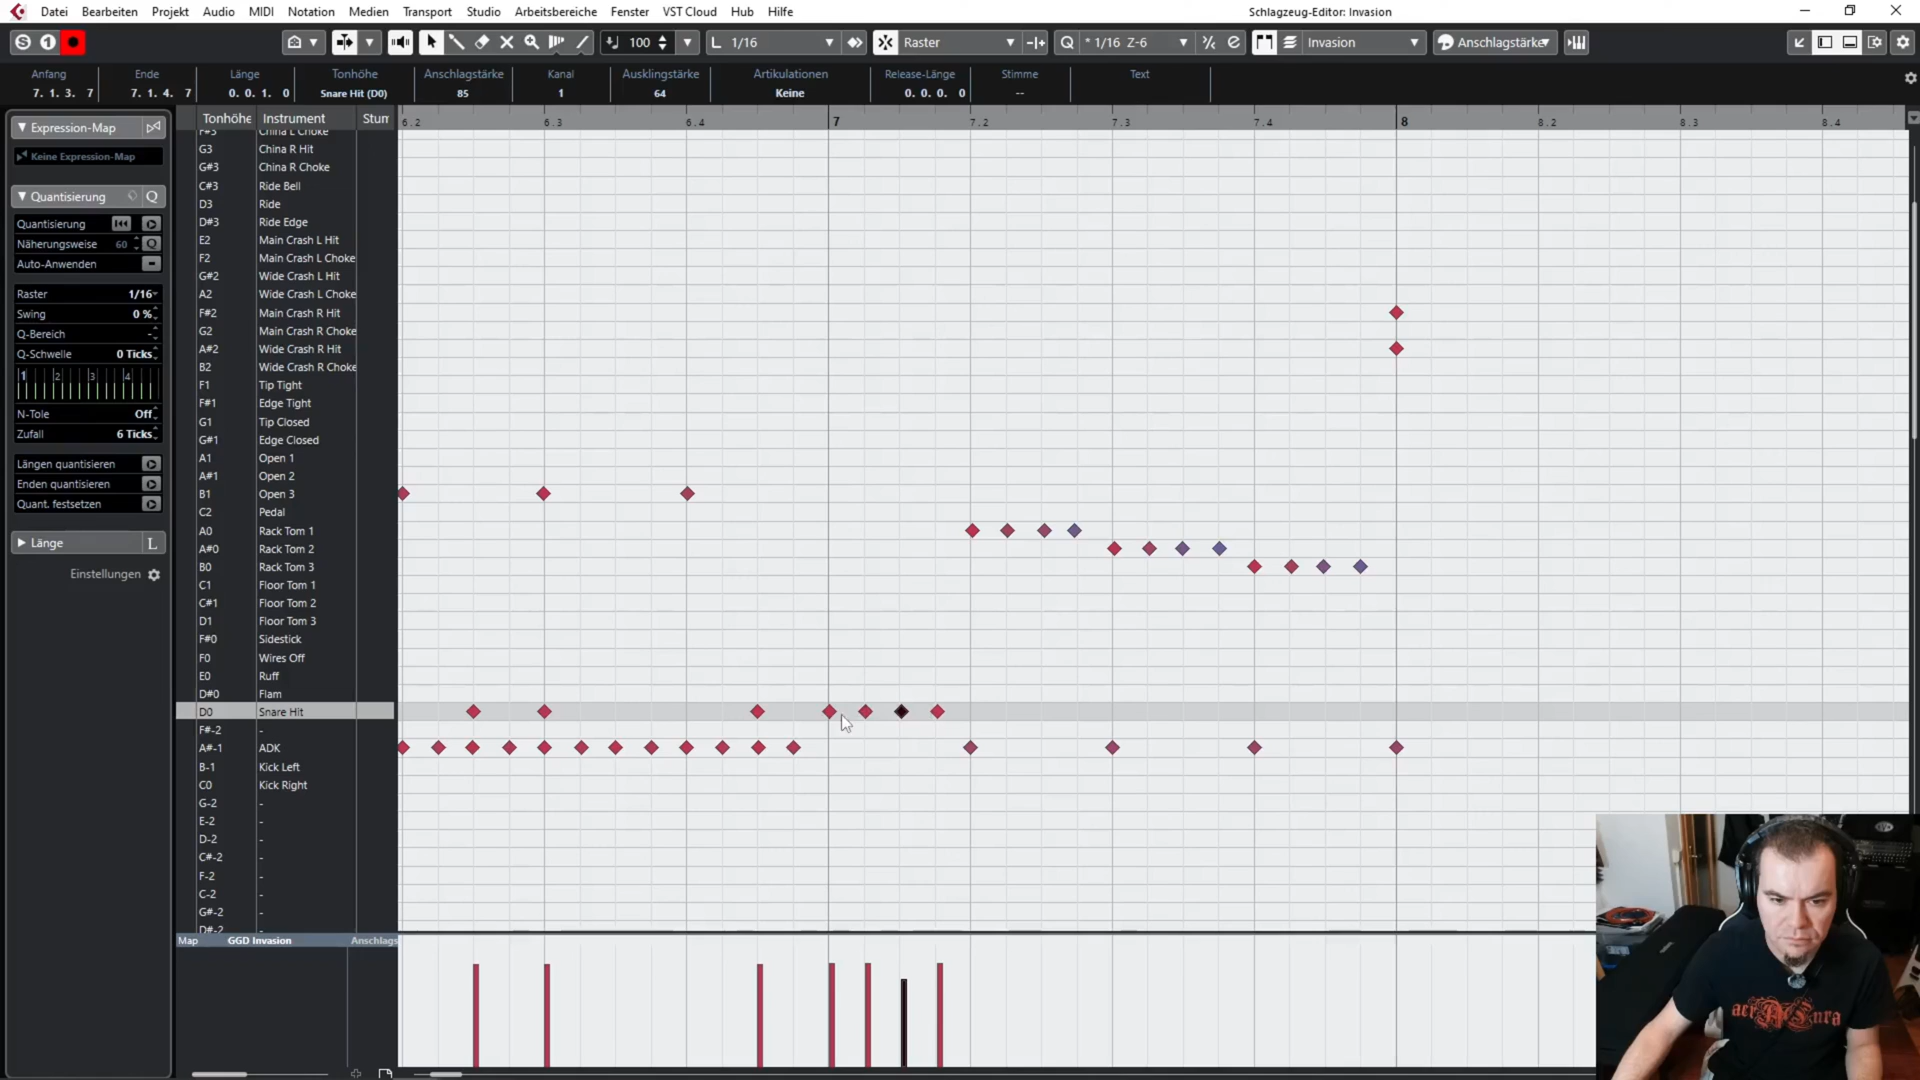 Datei Bearbeiten Projekt Audio MIDI Notation Medien Transport Studio Arbeitsbereiche Fenster VST Cloud Hub Hilfe Schlagzeug-Editor: Invasion
S 1 100 L 1/16 Raster Q * 1/16 Z-6 Invasion Anschlagstärke
Anfang Ende Länge Tonhöhe Anschlagstärke Kanal Ausklingstärke Artikulationen Release-Länge Stimme Text
7. 1. 3. 7 7. 1. 4. 7 0. 0. 1. 0 Snare Hit (D0) 85 1 64 Keine 0. 0. 0. 0 --
Expression-Map
Keine Expression-Map
Quantisierung Q
Quantisierung
Näherungsweise 60 Q
Auto-Anwenden
Raster 1/16
Swing 0 %
Q-Bereich -
Q-Schwelle 0 Ticks
1 2 3 4
N-Tole Off
Zufall 6 Ticks
Längen quantisieren
Enden quantisieren
Quant. festsetzen
Länge L
Einstellungen
Tonhöhe Instrument Stum
6.2 6.3 6.4 7 7.2 7.3 7.4 8 8.2 8.3 8.4
F#3 China L Choke
G3 China R Hit
G#3 China R Choke
C#3 Ride Bell
D3 Ride
D#3 Ride Edge
E2 Main Crash L Hit
F2 Main Crash L Choke
G#2 Wide Crash L Hit
A2 Wide Crash L Choke
F#2 Main Crash R Hit
G2 Main Crash R Choke
A#2 Wide Crash R Hit
B2 Wide Crash R Choke
F1 Tip Tight
F#1 Edge Tight
G1 Tip Closed
G#1 Edge Closed
A1 Open 1
A#1 Open 2
B1 Open 3
C2 Pedal
A0 Rack Tom 1
A#0 Rack Tom 2
B0 Rack Tom 3
C1 Floor Tom 1
C#1 Floor Tom 2
D1 Floor Tom 3
F#0 Sidestick
F0 Wires Off
E0 Ruff
D#0 Flam
D0 Snare Hit
F#-2 -
A#-1 ADK
B-1 Kick Left
C0 Kick Right
G-2 -
E-2 -
D-2 -
C#-2 -
F-2 -
C-2 -
G#-2 -
D#-2 -
Map GGD Invasion Anschlags